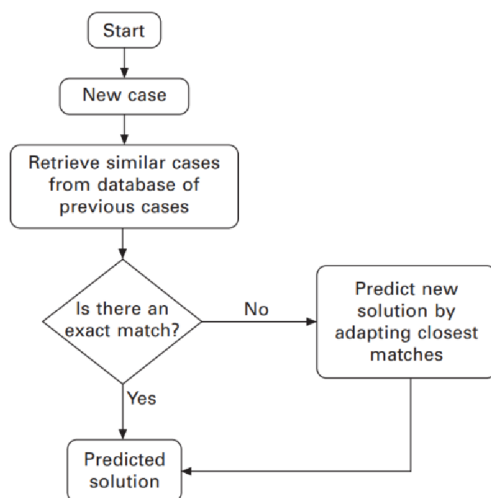 Start
New case
Retrieve similar cases
from database of
previous cases
Is there an
exact match?
No
Predict new
solution by
adapting closest
matches
Yes
Predicted
solution